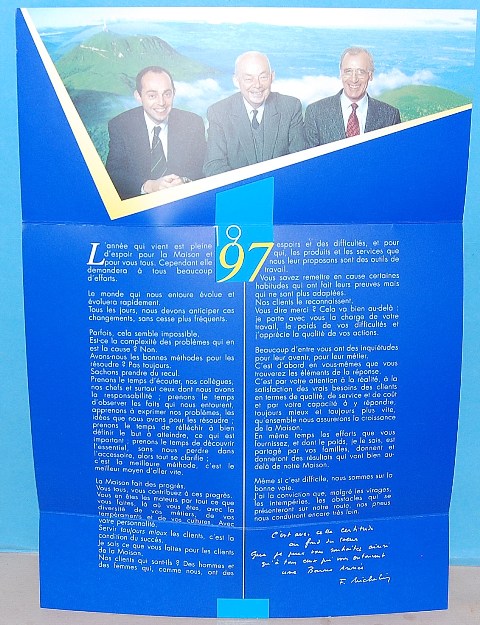 1997
L'année qui vient est pleine
d'espoir pour la Maison et
pour vous tous. Cependant elle
demandera à tous beaucoup
d'efforts.
Le monde qui nous entoure évolue et
évoluera rapidement.
Tous les jours, nous devons anticiper ces
changements, sans cesse plus fréquents.
Parfois, cela semble impossible.
Est-ce la complexité des problèmes qui en
est la cause ? Non.
Avons-nous les bonnes méthodes pour les
résoudre ? Pas toujours.
Sachons prendre du recul.
Prenons le temps d'écouter, nos collègues,
nos chefs et surtout ceux dont nous avons
la responsabilité ; prenons le temps
d'observer les faits qui nous entourent,
apprenons à exprimer nos problèmes, les
idées que nous avons pour les résoudre ;
prenons le temps de réfléchir à bien
définir le but à atteindre, ce qui est
important ; prenons le temps de découvrir
l'essentiel, sans nous perdre dans
l'accessoire, alors tout se clarifie ;
c'est la meilleure méthode, c'est le
meilleur moyen d'aller vite.
La Maison fait des progrès.
Vous tous, vous contribuez à ces progrès.
Vous en êtes les moteurs par tout ce que
vous faites, là où vous êtes, avec la
diversité de vos métiers, de vos
tempéraments et de vos cultures. Avec
votre personnalité.
Servir toujours mieux les clients, c'est la
condition du succès.
Je sais ce que vous faites pour les clients
de la Maison.
Nos clients qui sont-ils ? Des hommes et
des femmes qui, comme nous, ont des
espoirs et des difficultés, et pour
qui, les produits et les services que
nous leur proposons sont des outils de
travail.
Vous savez remettre en cause certaines
habitudes qui ont fait leurs preuves mais
qui ne sont plus adaptées.
Nos clients le reconnaissent.
Vous dire merci ? Cela va bien au-delà :
je porte avec vous la charge de votre
travail, le poids de vos difficultés et
j'apprécie la qualité de vos actions.
Beaucoup d'entre vous ont des inquiétudes
pour leur avenir, pour leur métier.
C'est d'abord en vous-mêmes que vous
trouverez les éléments de la réponse.
C'est par votre attention à la réalité, à la
satisfaction des vrais besoins des clients
en termes de qualité, de service et de coût
et par votre capacité à y répondre,
toujours mieux et toujours plus vite,
qu'ensemble nous assurerons la croissance
de la Maison.
En même temps les efforts que vous
fournissez, et dont le poids, je le sais, est
partagé par vos familles, donnent et
donneront des résultats qui vont bien au-
delà de notre Maison.
Même si c'est difficile, nous sommes sur la
bonne voie.
J'ai la conviction que, malgré les virages,
les intempéries, les obstacles qui se
présenteront sur notre route, nos pneus
nous conduiront encore très loin.
C'est avec cette certitude
au fond du cœur
Que je peux vous souhaiter ainsi
qu'à tous ceux qui vous entourent
une Bonne Année
F. Michelin